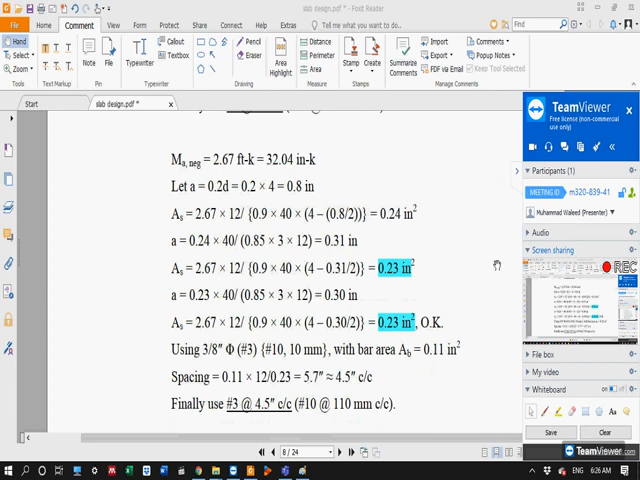 slab design.pdf * - Foxit Reader
File
Home
Comment
View
Form
Protect
Share
Connect
Help
Extras
Tell me what you want to do...
Find
Hand
Select
Zoom
Text Markup
Note
File
Pin
Typewriter
Callout
Textbox
Typewriter
Drawing
Pencil
Eraser
Area Highlight
Distance
Perimeter
Area
Measure
Stamp
Create
Stamps
Summarize Comments
Import
Export
FDF via Email
Comments
Popup Notes
Keep Tool Selected
Manage Comments
Start
slab design.pdf *
Ma, neg = 2.67 ft-k = 32.04 in-k
Let a = 0.2d = 0.2 × 4 = 0.8 in
As = 2.67 × 12/ {0.9 × 40 × (4 – (0.8/2))} = 0.24 in²
a = 0.24 × 40/ (0.85 × 3 × 12) = 0.31 in
As = 2.67 × 12/ {0.9 × 40 × (4 – 0.31/2)} = 0.23 in²
a = 0.23 × 40/ (0.85 × 3 × 12) = 0.30 in
As = 2.67 × 12/ {0.9 × 40 × (4 – 0.30/2)} = 0.23 in², O.K.
Using 3/8″ Φ (#3) {#10, 10 mm}, with bar area Ab = 0.11 in²
Spacing = 0.11 × 12/0.23 = 5.7″ ≈ 4.5″ c/c
Finally use #3 @ 4.5″ c/c (#10 @ 110 mm c/c).
8 / 24
TeamViewer
Free license (non-commercial use only)
Participants (1)
MEETING ID
m320-839-41
Muhammad Waleed (Presenter)
Audio
Screen sharing
REC
File box
My video
Whiteboard
off
on
Save
Clear
www.teamviewer.com
TeamViewer
ENG
6:26 AM